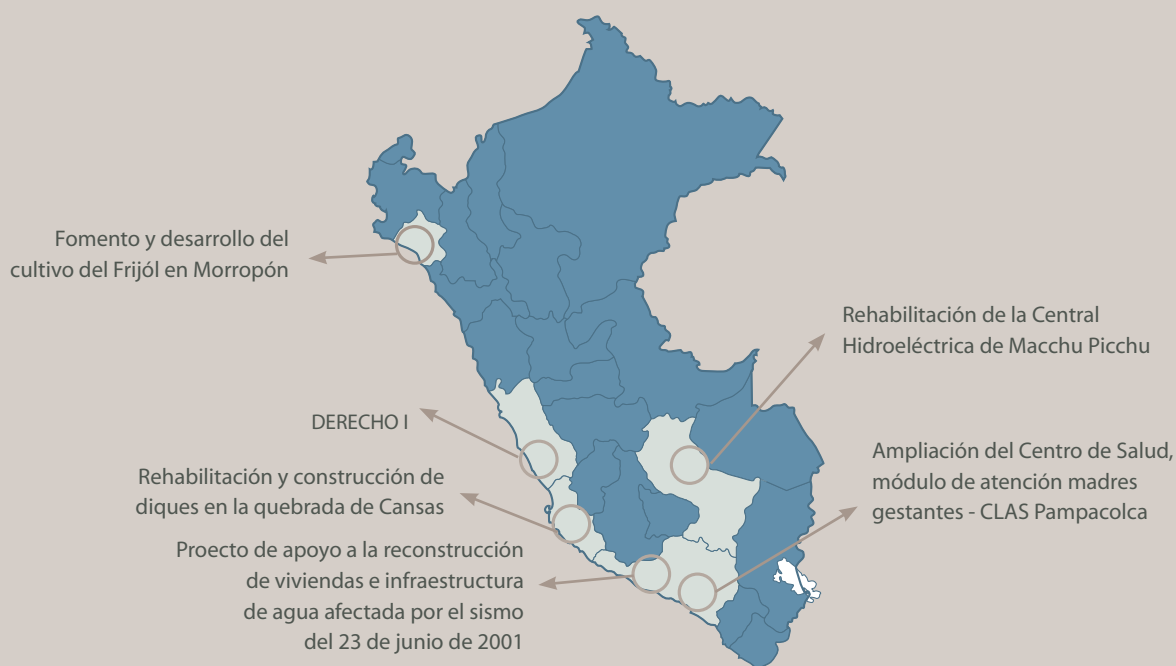 Fomento y desarrollo del
cultivo del Frijól en Morropón
Rehabilitación de la Central
Hidroeléctrica de Macchu Picchu
DERECHO I
Ampliación del Centro de Salud,
módulo de atención madres
gestantes - CLAS Pampacolca
Rehabilitación y construcción de
diques en la quebrada de Cansas
Proecto de apoyo a la reconstrucción
de viviendas e infraestructura
de agua afectada por el sismo
del 23 de junio de 2001